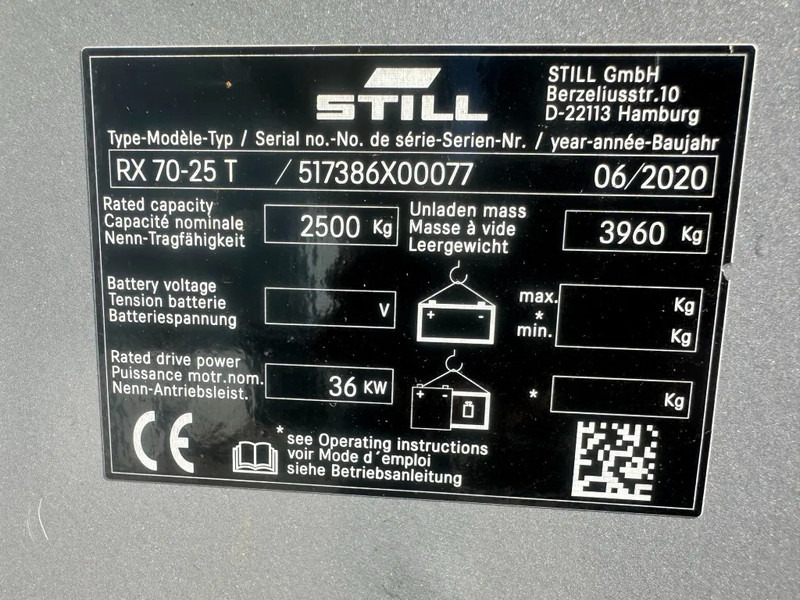 STILL
STILL GmbH
Berzeliusstr.10
D-22113 Hamburg
Type-Modèle-Typ / Serial no.-No. de série-Serien-Nr. / year-année-Baujahr
RX 70-25 T / 517386X00077 06/2020
Rated capacity
Capacité nominale
Nenn-Tragfähigkeit
2500 Kg
Unladen mass
Masse à vide
Leergewicht
3960 Kg
Battery voltage
Tension batterie
Batteriespannung
V
+ -
max.
*
min.
Kg
Kg
Rated drive power
Puissance motr.nom.
Nenn-Antriebsleist.
36 KW
+ -
*
Kg
CE
* see Operating instructions
voir Mode d´emploi
siehe Betriebsanleitung